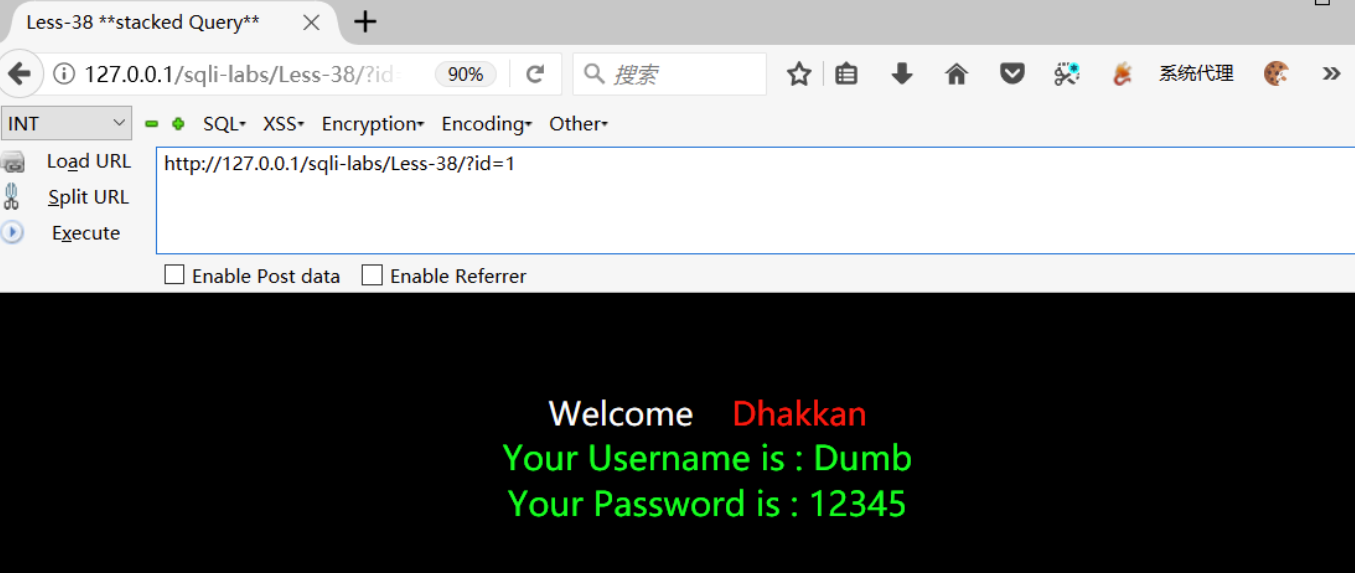 Less-38 **stacked Query**
127.0.0.1/sqli-labs/Less-38/?id= 90% 搜索 系统代理
INT SQL XSS Encryption Encoding Other
Load URL http://127.0.0.1/sqli-labs/Less-38/?id=1
Split URL
Execute
Enable Post data Enable Referrer
Welcome Dhakkan
Your Username is : Dumb
Your Password is : 12345